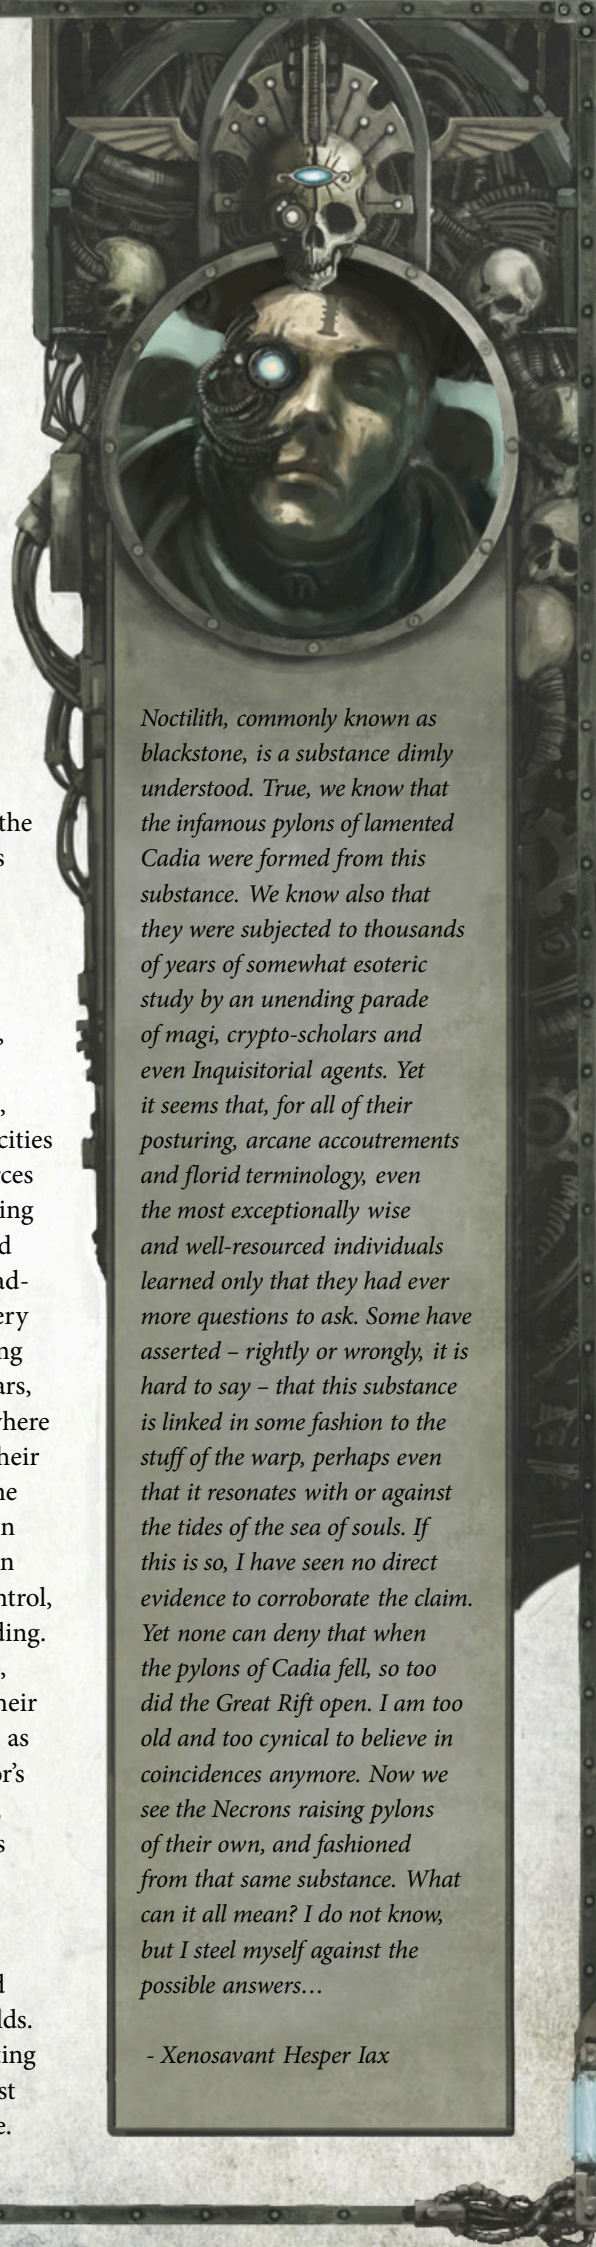 Noctilith, commonly known as
blackstone, is a substance dimly
understood. True, we know that
the infamous pylons of lamented
Cadia were formed from this
substance. We know also that
they were subjected to thousands
of years of somewhat esoteric
study by an unending parade
of magi, crypto-scholars and
even Inquisitorial agents. Yet
it seems that, for all of their
posturing, arcane accoutrements
and florid terminology, even
the most exceptionally wise
and well-resourced individuals
learned only that they had ever
more questions to ask. Some have
asserted – rightly or wrongly, it is
hard to say – that this substance
is linked in some fashion to the
stuff of the warp, perhaps even
that it resonates with or against
the tides of the sea of souls. If
this is so, I have seen no direct
evidence to corroborate the claim.
Yet none can deny that when
the pylons of Cadia fell, so too
did the Great Rift open. I am too
old and too cynical to believe in
coincidences anymore. Now we
see the Necrons raising pylons
of their own, and fashioned
from that same substance. What
can it all mean? I do not know,
but I steel myself against the
possible answers…
- Xenosavant Hesper Iax
the
cities
where
as